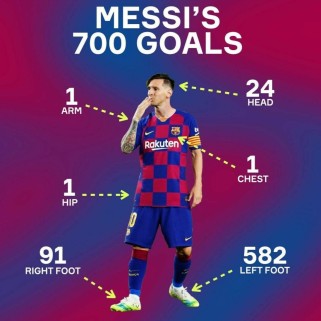 MESSI'S
700 GOALS
24
HEAD
1
ARM
Rakuten
1
CHEST
1
HIP
10
91
RIGHT FOOT
582
LEFT FOOT